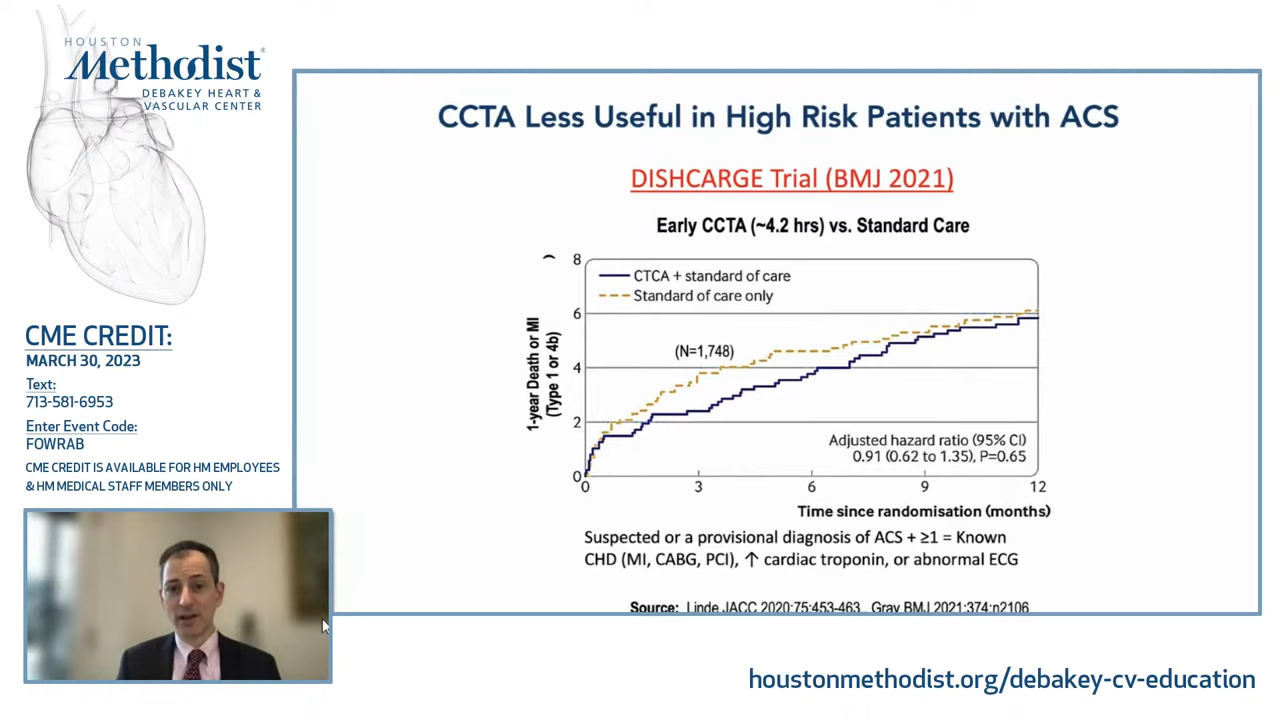 HOUSTON
Methodist®
DEBAKEY HEART &
VASCULAR CENTER
CME CREDIT:
MARCH 30, 2023
Text:
713-581-6953
Enter Event Code:
FOWRAB
CME CREDIT IS AVAILABLE FOR HM EMPLOYEES
& HM MEDICAL STAFF MEMBERS ONLY
CCTA Less Useful in High Risk Patients with ACS
DISHCARGE Trial (BMJ 2021)
Early CCTA (~4.2 hrs) vs. Standard Care
1-year Death or MI
(Type 1 or 4b)
8
6
4
2
0
CTCA + standard of care
Standard of care only
(N=1,748)
Adjusted hazard ratio (95% CI)
0.91 (0.62 to 1.35), P=0.65
0 3 6 9 12
Time since randomisation (months)
Suspected or a provisional diagnosis of ACS + ≥1 = Known
CHD (MI, CABG, PCI), ↑ cardiac troponin, or abnormal ECG
Source: Linde JACC 2020:75:453-463. Gray BMJ 2021:374:n2106
houstonmethodist.org/debakey-cv-education